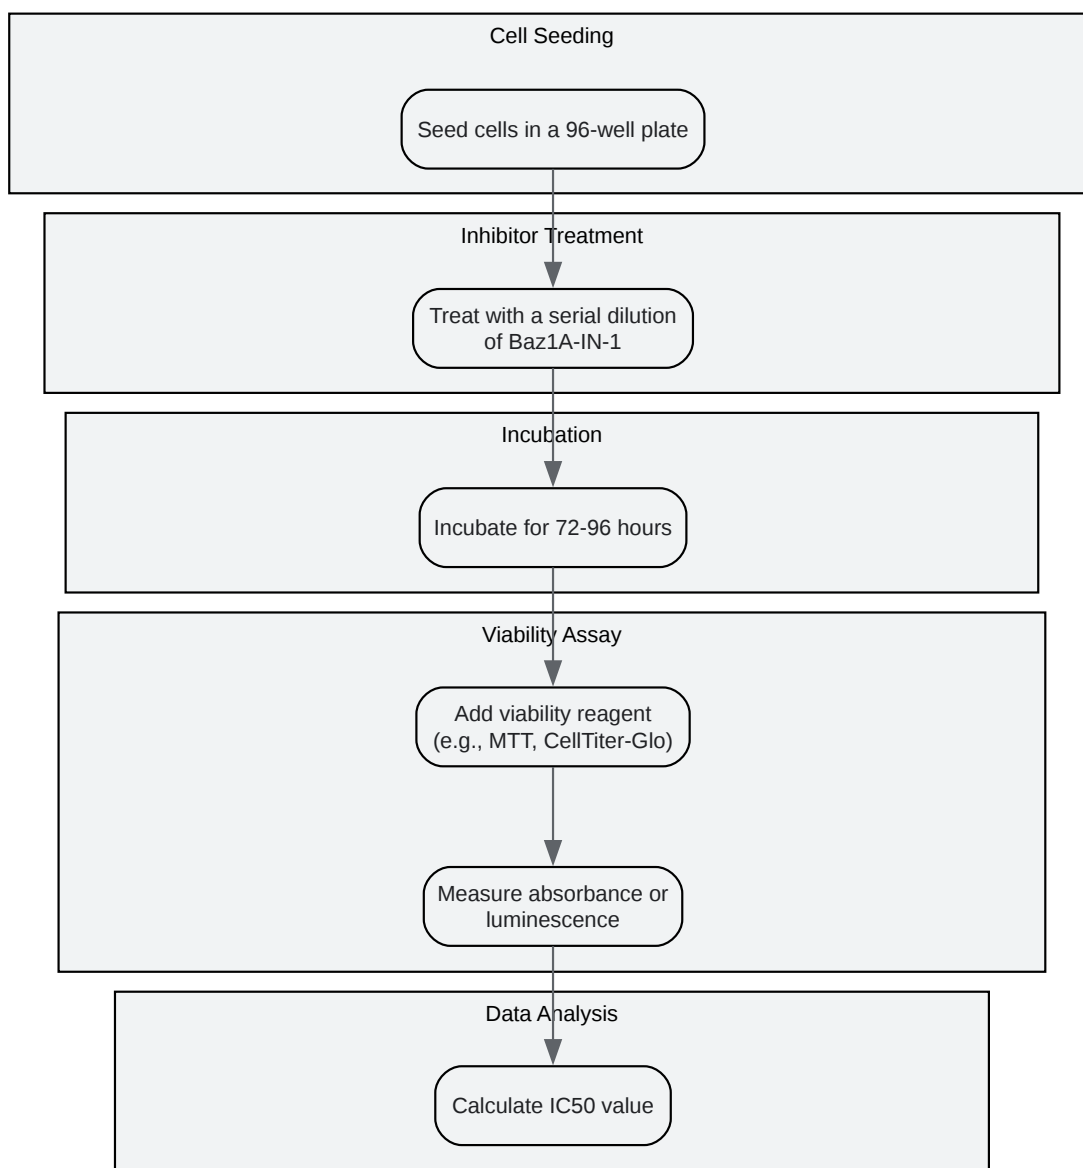 Cell Seeding
Seed cells in a 96-well plate
Inhibitor Treatment
Treat with a serial dilution
of Baz1A-IN-1
Incubation
Incubate for 72-96 hours
Viability Assay
Add viability reagent
(e.g., MTT, CellTiter-Glo)
Measure absorbance or
luminescence
Data Analysis
Calculate IC50 value